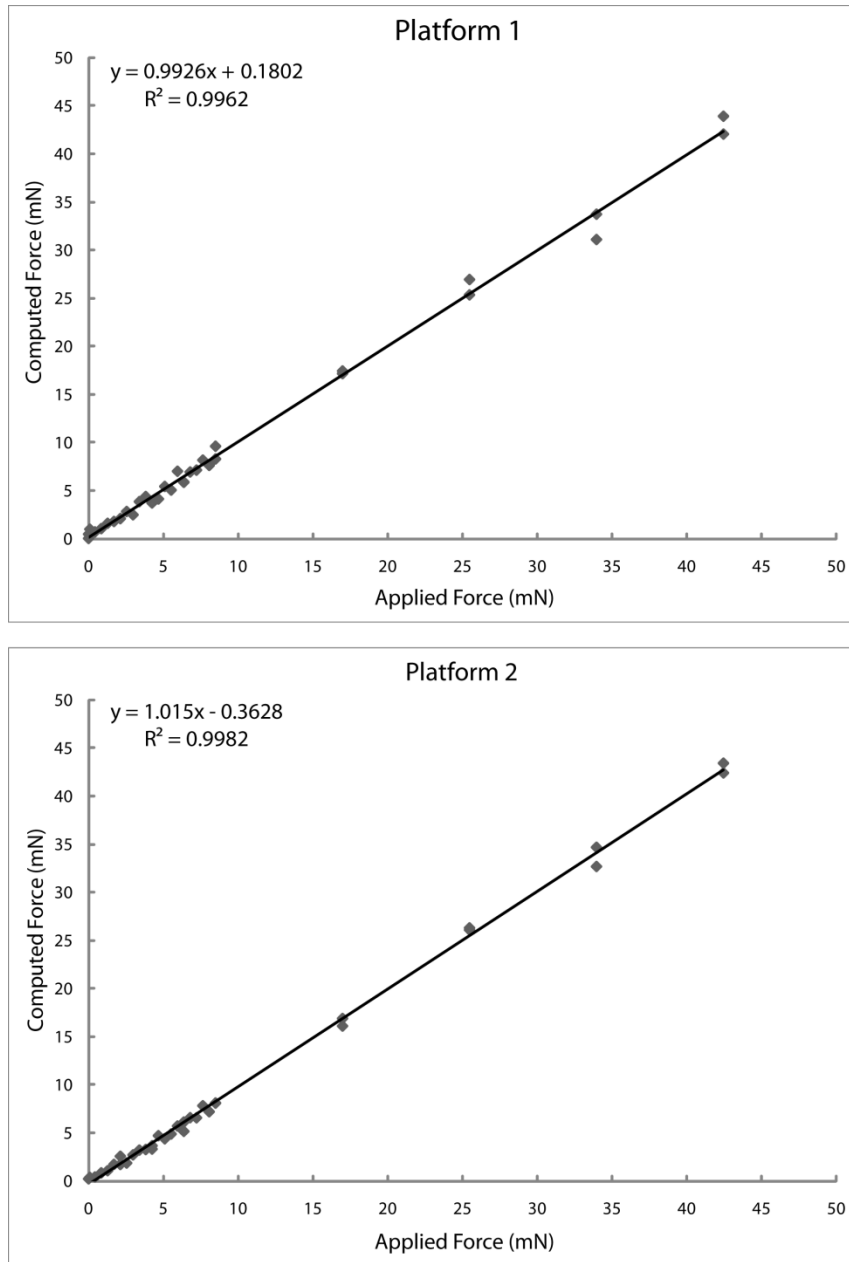 Platform 1
y = 0.9926x + 0.1802
R² = 0.9962
50
45
40
35
30
25
20
15
10
5
0
Computed Force (mN)
0 5 10 15 20 25 30 35 40 45 50
Applied Force (mN)
Platform 2
y = 1.015x - 0.3628
R² = 0.9982
50
45
40
35
30
25
20
15
10
5
0
Computed Force (mN)
0 5 10 15 20 25 30 35 40 45 50
Applied Force (mN)